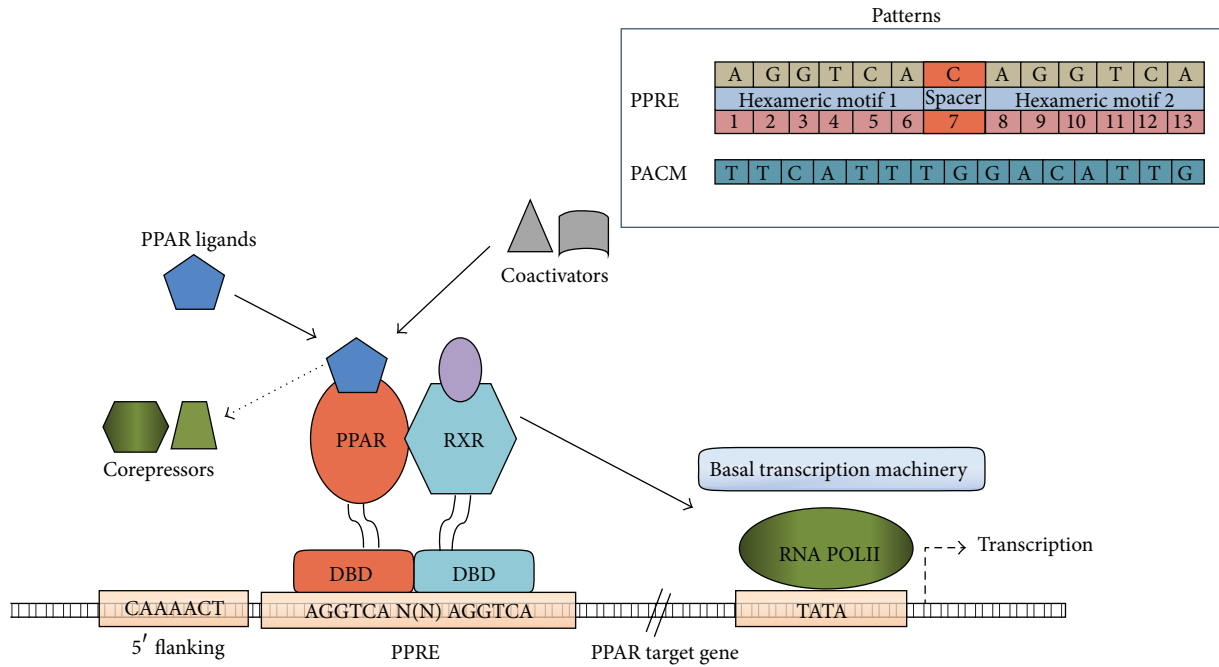 Patterns
PPRE
A G G T C A C A G G T C A
Hexameric motif 1 Spacer Hexameric motif 2
1 2 3 4 5 6 7 8 9 10 11 12 13
PACM
T T C A T T T G G A C A T T G
PPAR ligands
Coactivators
Corepressors
PPAR
RXR
Basal transcription machinery
RNA POLII
Transcription
DBD
DBD
CAAAACT
AGGTCA N(N) AGGTCA
TATA
5′ flanking
PPRE
PPAR target gene